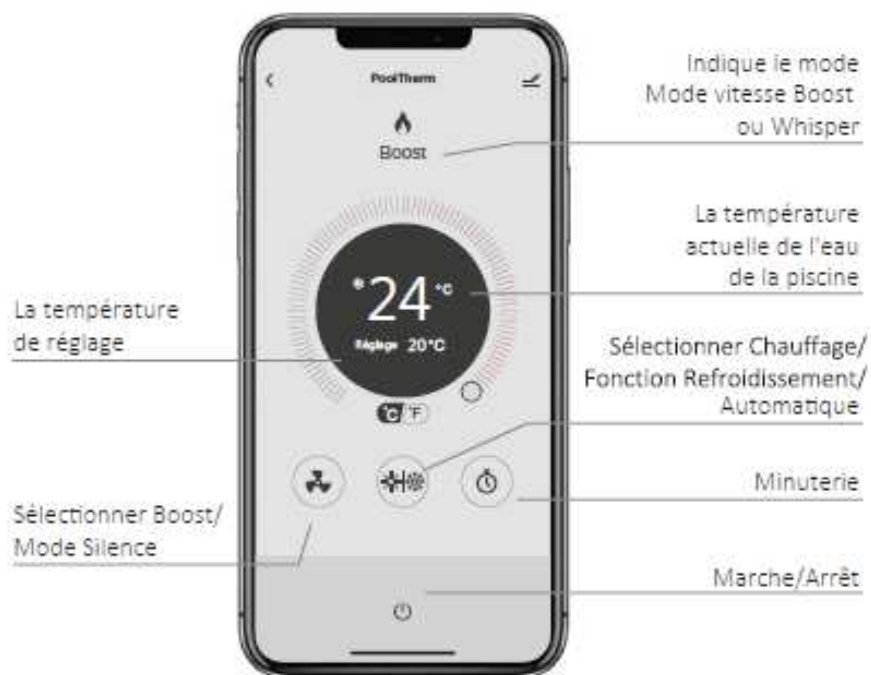 PoolTherm
Boost
24 °C
Réglage 20°C
°C °F
Indique le mode
Mode vitesse Boost
ou Whisper
La température
actuelle de l'eau
de la piscine
La température
de réglage
Sélectionner Chauffage/
Fonction Refroidissement/
Automatique
Minuterie
Sélectionner Boost/
Mode Silence
Marche/Arrêt